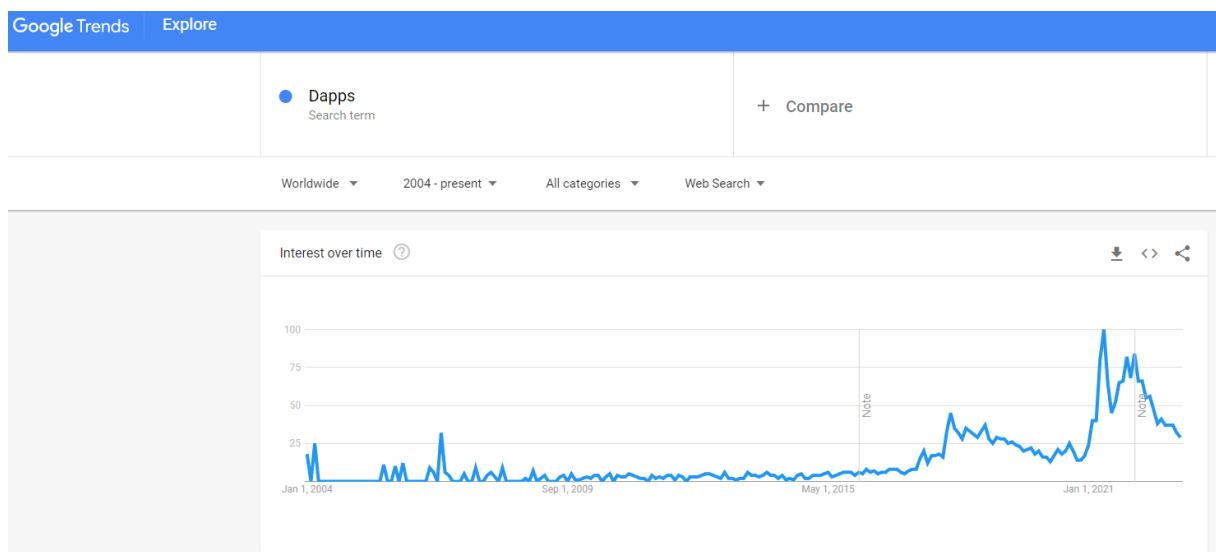 Google Trends Explore
Dapps
Search term
+ Compare
Worldwide
2004 - present
All categories
Web Search
Interest over time
100
75
50
25
Note
Note
Jan 1, 2004
Sep 1, 2009
May 1, 2015
Jan 1, 2021